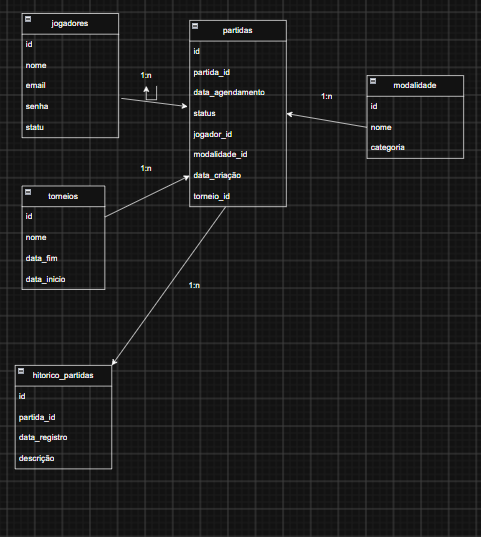 jogadores
id
nome
email
senha
statu
1:n
partidas
id
partida_id
data_agendamento
status
jogador_id
modalidade_id
data_criação
torneio_id
1:n
modalidade
id
nome
categoria
1:n
torneios
id
nome
data_fim
data_inicio
1:n
hitorico_partidas
id
partida_id
data_registro
descrição